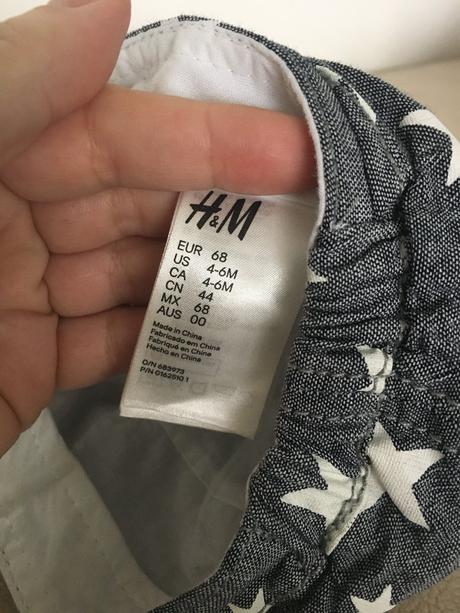 H&M
EUR 68
US 4-6M
CA 4-6M
CN 44
MX 68
AUS 00
Made in China
Fabricado em China
Fabriqué en China
Hecho en China
O/N 683973
P/N 0162510 1